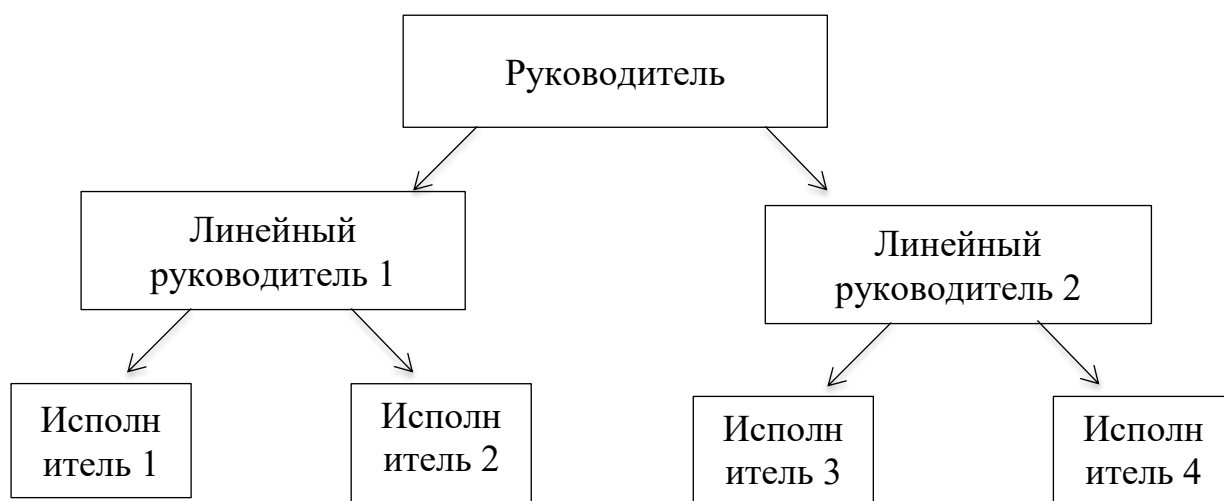 Руководитель
Линейный
руководитель 1
Линейный
руководитель 2
Исполн
итель 1
Исполн
итель 2
Исполн
итель 3
Исполн
итель 4